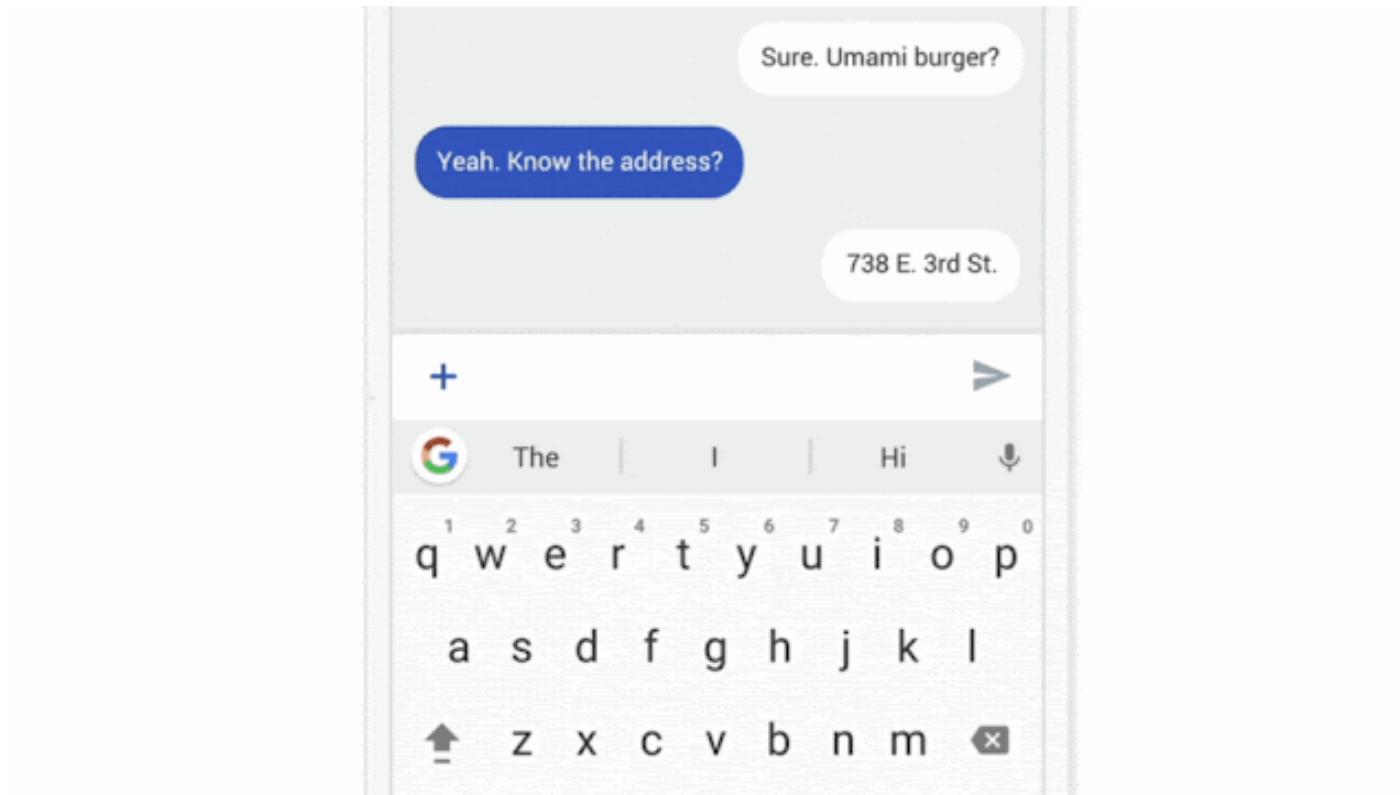 Sure. Umami burger?
Yeah. Know the address?
738 E. 3rd St.
The I Hi
1 2 3 4 5 6 7 8 9 0
q w e r t y u i o p
a s d f g h j k l
z x c v b n m